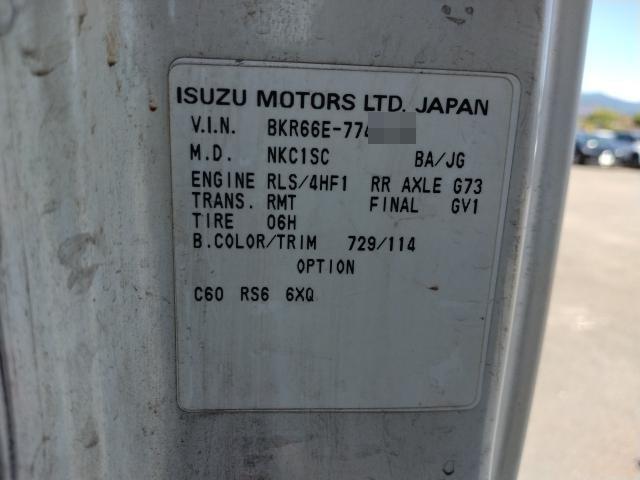 ISUZU MOTORS LTD. JAPAN
V.I.N. BKR66E-77
M.D. NKC1SC BA/JG
ENGINE RLS/4HF1 RR AXLE G73
TRANS. RMT FINAL GV1
TIRE 06H
B.COLOR/TRIM 729/114
OPTION
C60 RS6 6XQ